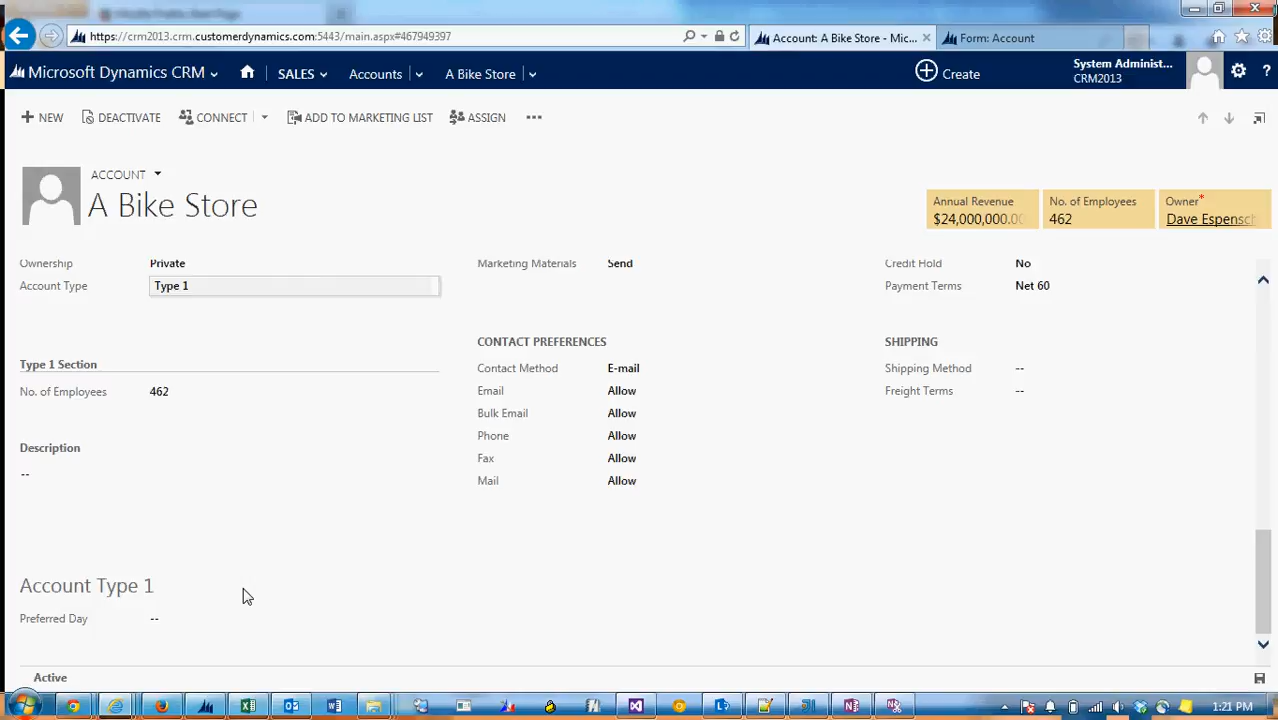 https://crm2013.crm.customerdynamics.com:5443/main.aspx#467949397
Account: A Bike Store - Mic...
Form: Account
Microsoft Dynamics CRM
SALES
Accounts
A Bike Store
Create
System Administ...
CRM2013
?
NEW
DEACTIVATE
CONNECT
ADD TO MARKETING LIST
ASSIGN
•••
ACCOUNT
A Bike Store
Annual Revenue
$24,000,000.00
No. of Employees
462
Owner*
Dave Espensch
Ownership Private
Account Type Type 1
Type 1 Section
No. of Employees 462
Description
--
Account Type 1
Preferred Day --
Marketing Materials Send
CONTACT PREFERENCES
Contact Method E-mail
Email Allow
Bulk Email Allow
Phone Allow
Fax Allow
Mail Allow
Credit Hold No
Payment Terms Net 60
SHIPPING
Shipping Method --
Freight Terms --
Active
1:21 PM